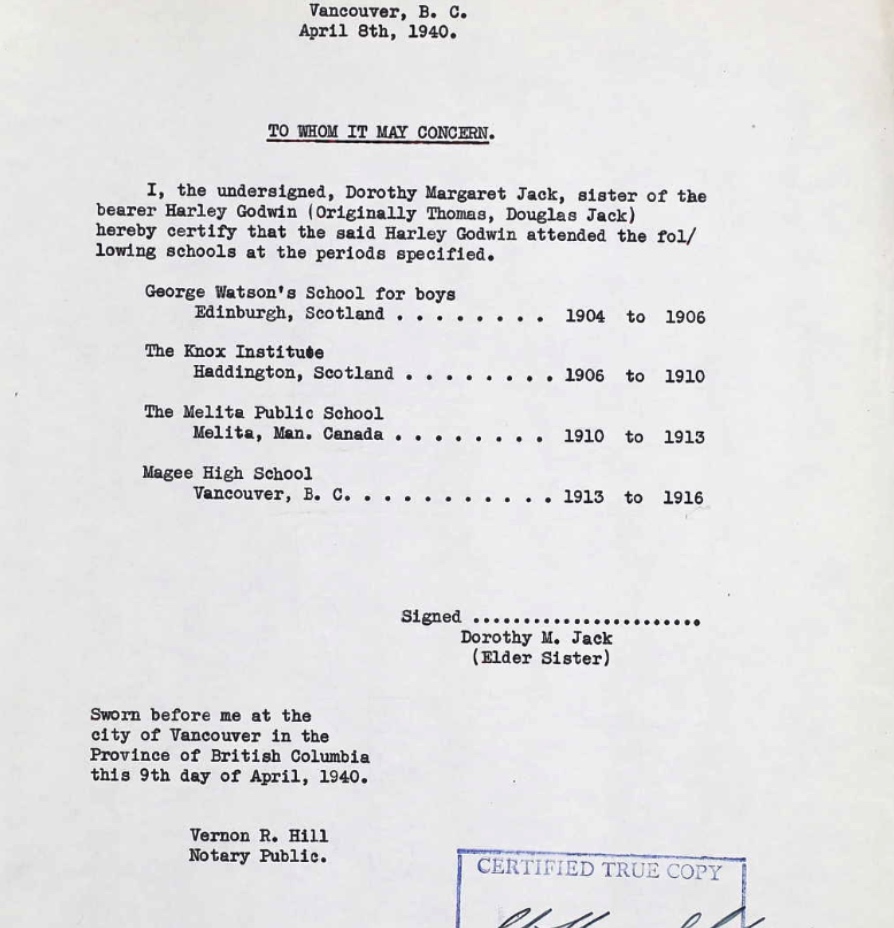 Vancouver, B. C.
April 8th, 1940.
TO WHOM IT MAY CONCERN.
I, the undersigned, Dorothy Margaret Jack, sister of the
bearer Harley Godwin (Originally Thomas, Douglas Jack)
hereby certify that the said Harley Godwin attended the fol/
lowing schools at the periods specified.
George Watson's School for boys
Edinburgh, Scotland . . . . . . . . 1904 to 1906
The Knox Institute
Haddington, Scotland . . . . . . . . 1906 to 1910
The Melita Public School
Melita, Man. Canada . . . . . . . . 1910 to 1913
Magee High School
Vancouver, B. C. . . . . . . . . . . . 1913 to 1916
Signed .......................
Dorothy M. Jack
(Elder Sister)
Sworn before me at the
city of Vancouver in the
Province of British Columbia
this 9th day of April, 1940.
Vernon R. Hill
Notary Public.
CERTIFIED TRUE COPY